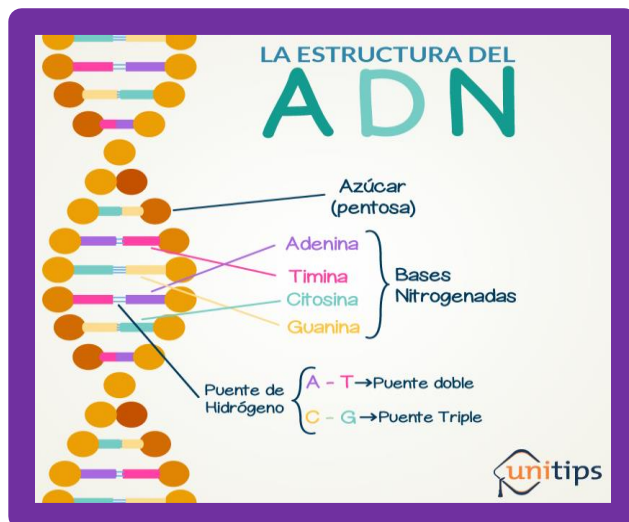 LA ESTRUCTURA DEL
ADN
Azúcar
(pentosa)
Adenina
Timina
Citosina
Guanina
Bases
Nitrogenadas
Puente de
Hidrógeno
A - T→Puente doble
C - G→Puente Triple
unitips